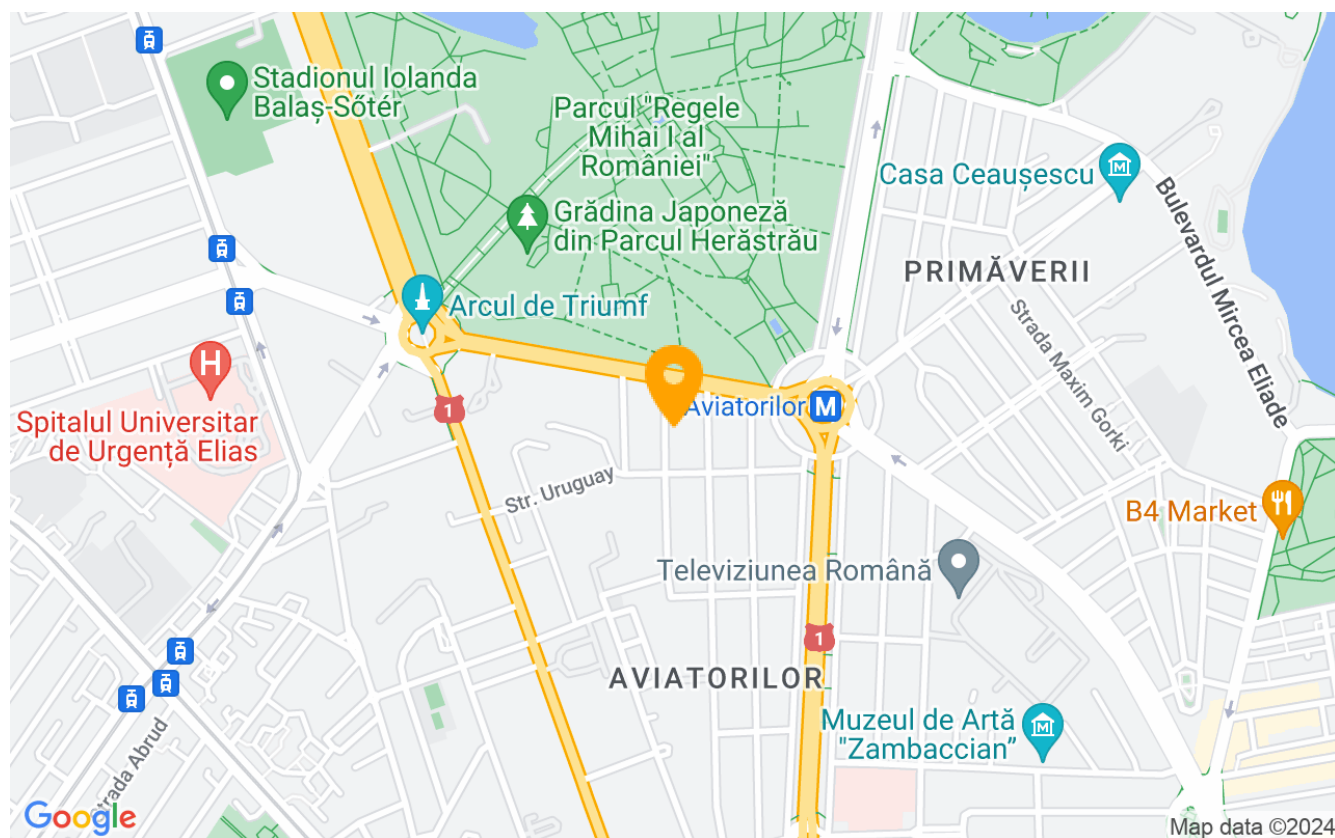 Stadionul Iolanda
Balaș-Sőtér
Parcul "Regele
Mihai I al
României"
Casa Ceaușescu
M
Grădina Japoneză
din Parcul Herăstrău
Bulevardul Mircea Eliade
PRIMĂVERII
Arcul de Triumf
Strada Maxim Gorki
H
Spitalul Universitar
de Urgență Elias
1
Aviatorilor M
Str. Uruguay
B4 Market
Televiziunea Română
1
AVIATORILOR
Muzeul de Artă
"Zambaccian”
M
Strada Abrud
Google
Map data ©2024